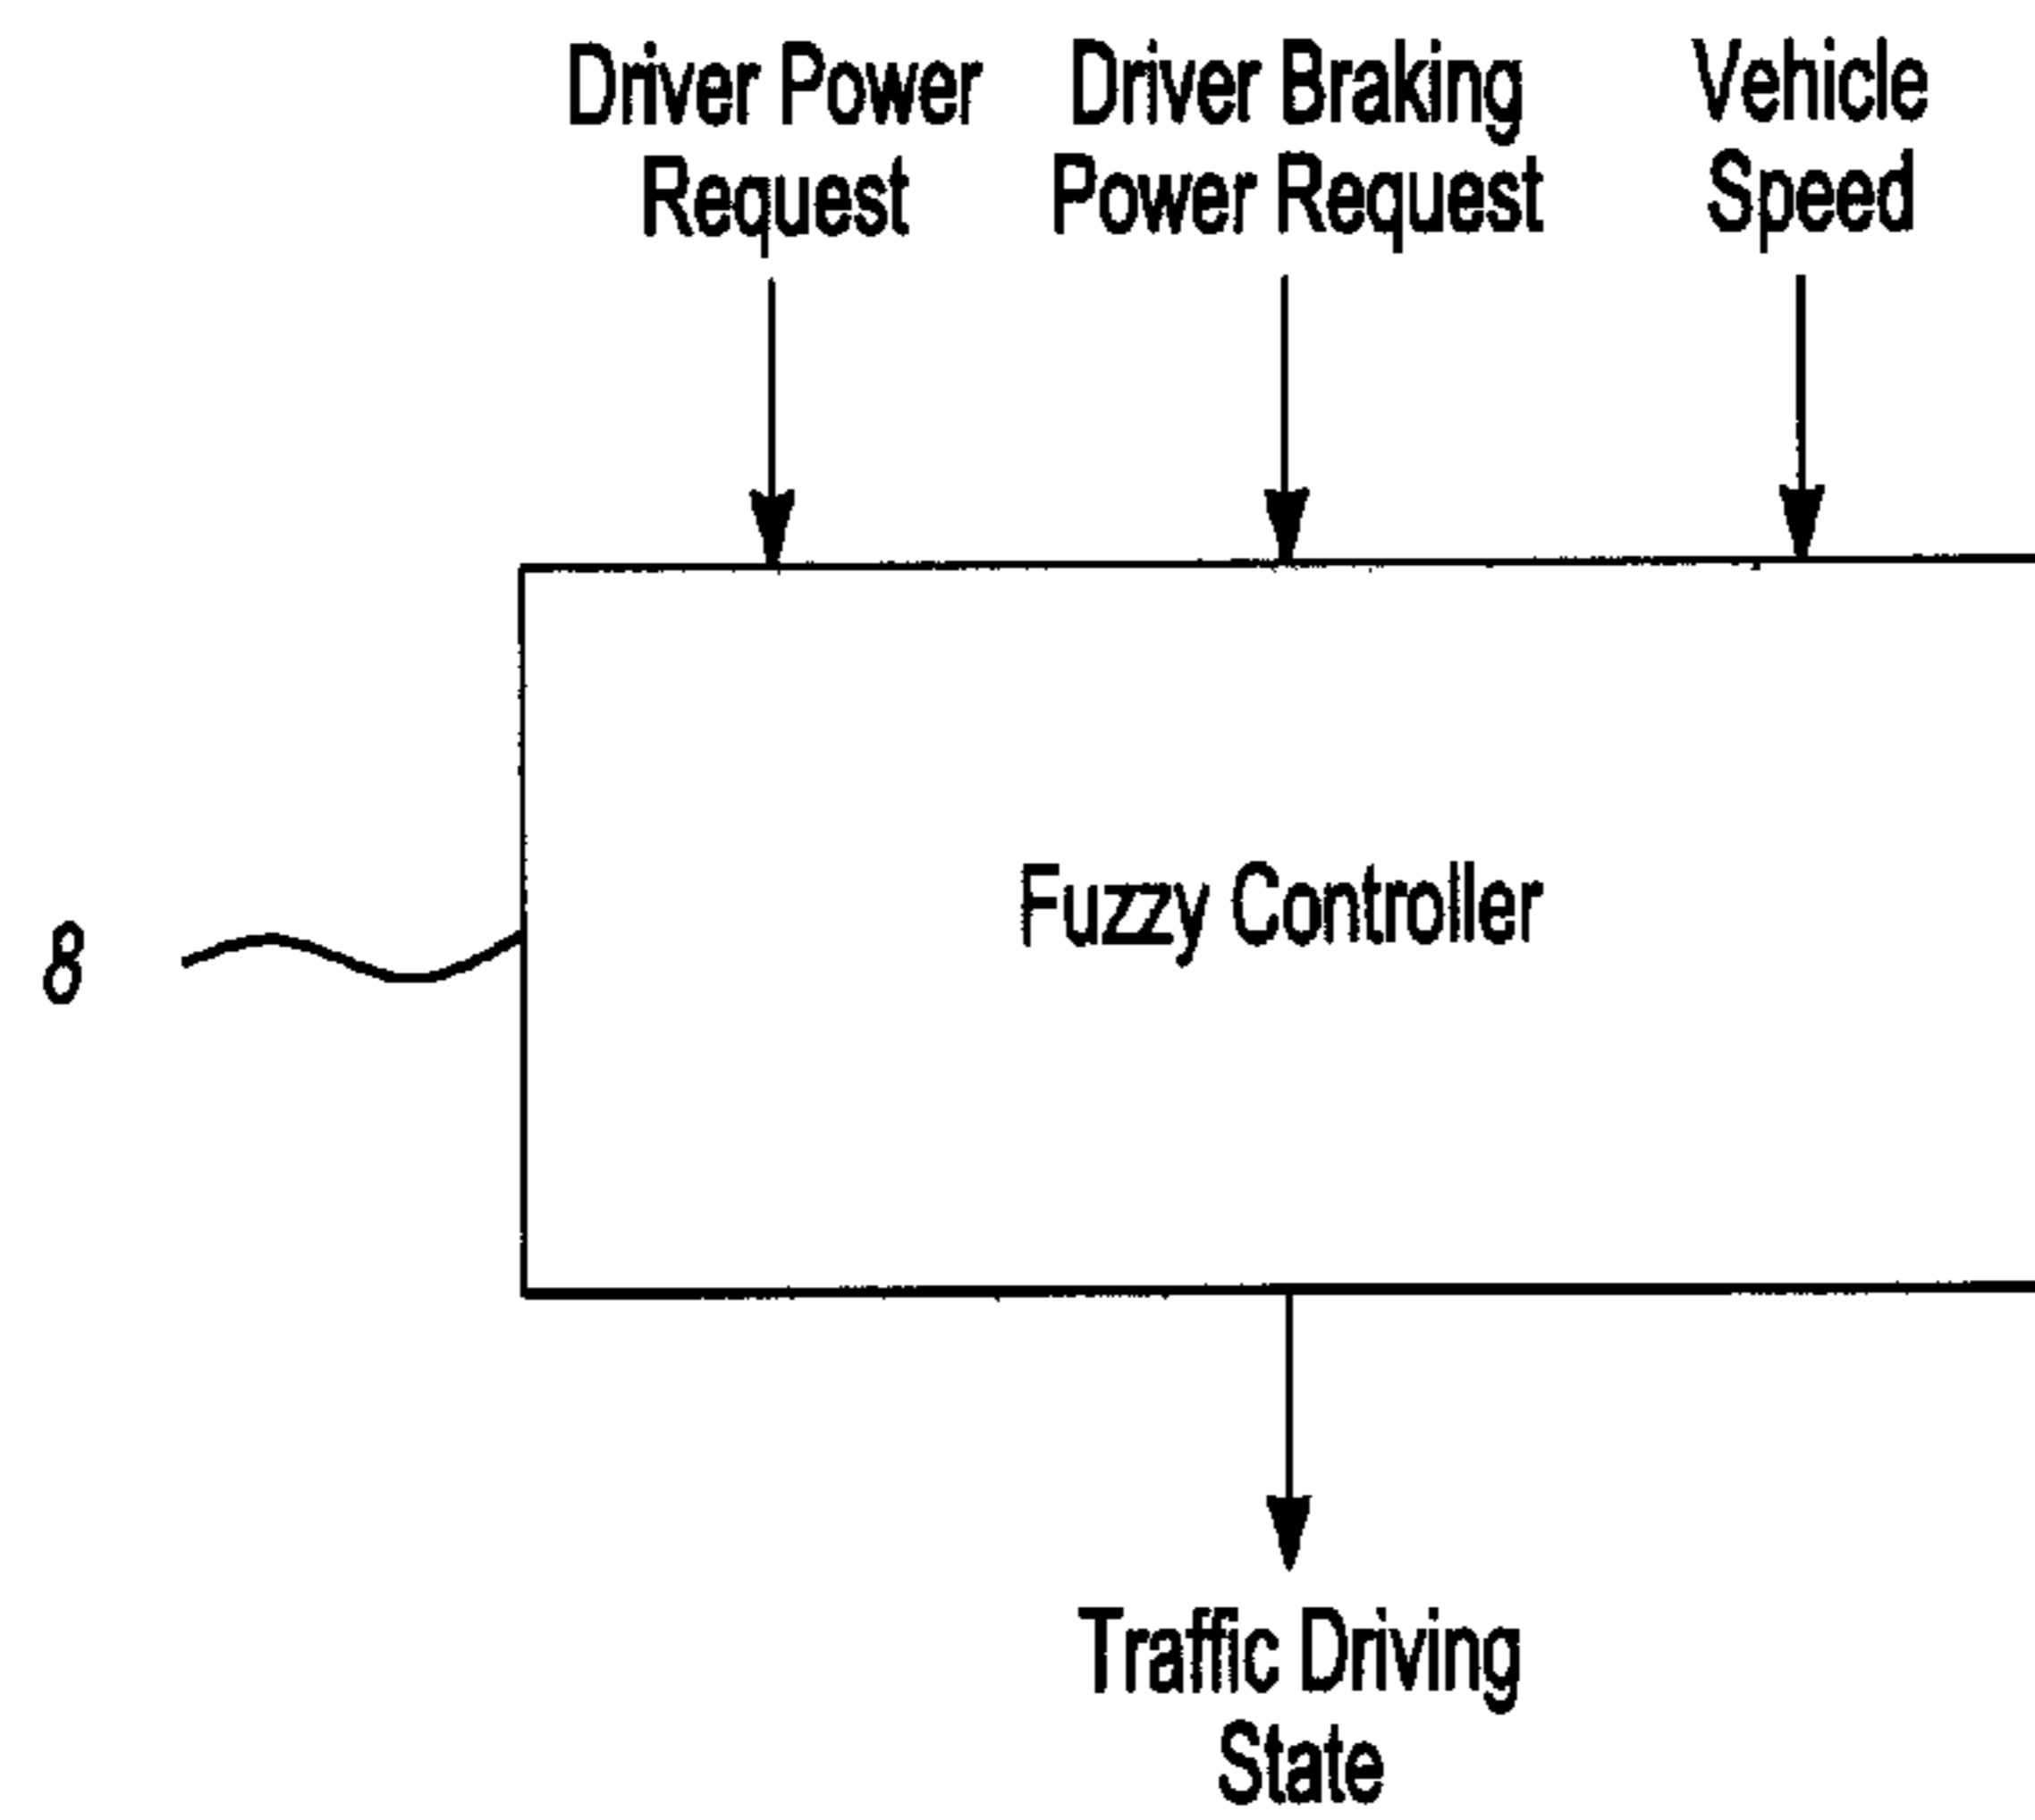 Driver Power
Request
Driver Braking
Power Request
Vehicle
Speed
Fuzzy Controller
8
Traffic Driving
State